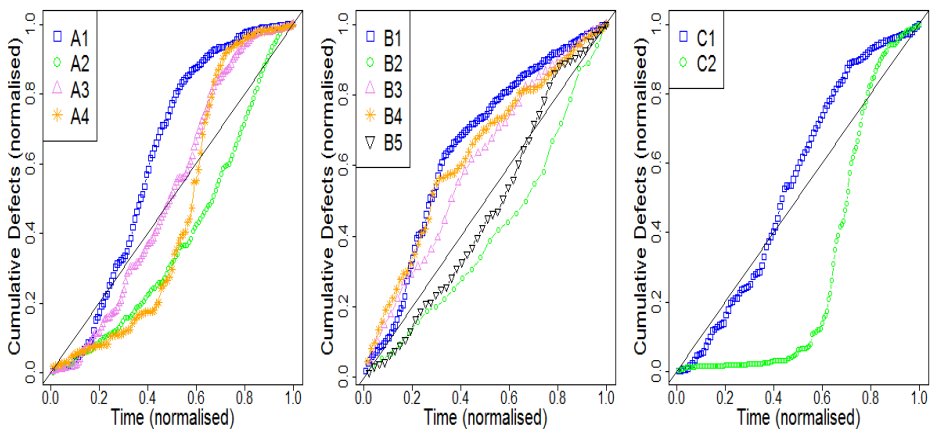 Cumulative Defects (normalised)
0.0 0.2 0.4 0.6 0.8 1.0
A1
A2
A3
A4
0.0 0.2 0.4 0.6 0.8 1.0
Time (normalised)
Cumulative Defects (normalised)
0.0 0.2 0.4 0.6 0.8 1.0
B1
B2
B3
B4
B5
0.0 0.2 0.4 0.6 0.8 1.0
Time (normalised)
Cumulative Defects (normalised)
0.0 0.2 0.4 0.6 0.8 1.0
C1
C2
0.0 0.2 0.4 0.6 0.8 1.0
Time (normalised)